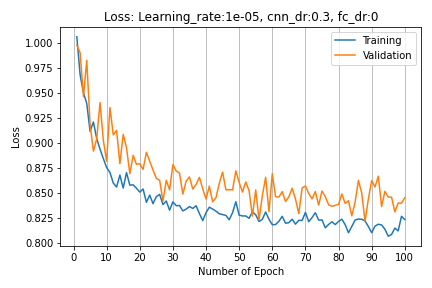 Loss: Learning_rate:1e-05, cnn_dr:0.3, fc_dr:0
Training
Validation
Loss
1.000
0.975
0.950
0.925
0.900
0.875
0.850
0.825
0.800
0 10 20 30 40 50 60 70 80 90 100
Number of Epoch